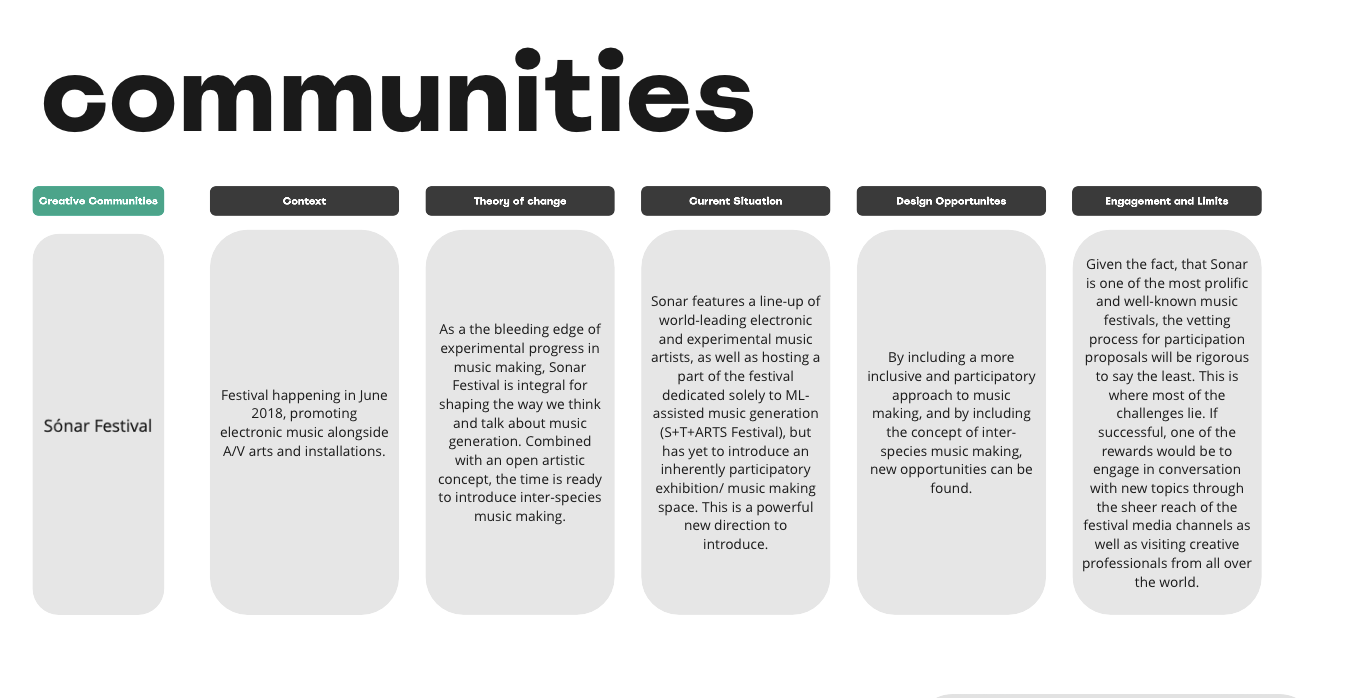 communities
Creative Communities
Context
Theory of change
Current Situation
Design Opportunites
Engagement and Limits
Sónar Festival
Festival happening in June
2018, promoting
electronic music alongside
A/V arts and installations.
As a the bleeding edge of
experimental progress in
music making, Sonar
Festival is integral for
shaping the way we think
and talk about music
generation. Combined
with an open artistic
concept, the time is ready
to introduce inter-species
music making.
Sonar features a line-up of
world-leading electronic
and experimental music
artists, as well as hosting a
part of the festival
dedicated solely to ML-
assisted music generation
(S+T+ARTS Festival), but
has yet to introduce an
inherently participatory
exhibition/ music making
space. This is a powerful
new direction to
introduce.
By including a more
inclusive and participatory
approach to music
making, and by including
the concept of inter-
species music making,
new opportunities can be
found.
Given the fact, that Sonar
is one of the most prolific
and well-known music
festivals, the vetting
process for participation
proposals will be rigorous
to say the least. This is
where most of the
challenges lie. If
successful, one of the
rewards would be to
engage in conversation
with new topics through
the sheer reach of the
festival media channels as
well as visiting creative
professionals from all over
the world.